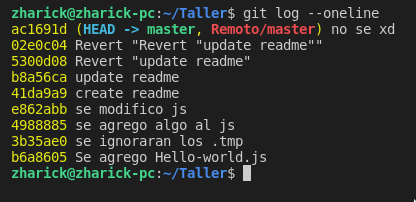 zharick@zharick-pc:~/Taller$ git log --oneline
ac1691d (HEAD -> master, Remoto/master) no se xd
02e0c04 Revert "Revert "update readme""
5300d08 Revert "update readme"
b8a56ca update readme
41da9a9 create readme
e862abb se modifico js
4988885 se agrego algo al js
3b35ae0 se ignoraran los .tmp
b6a8605 Se agrego Hello-world.js
zharick@zharick-pc:~/Taller$